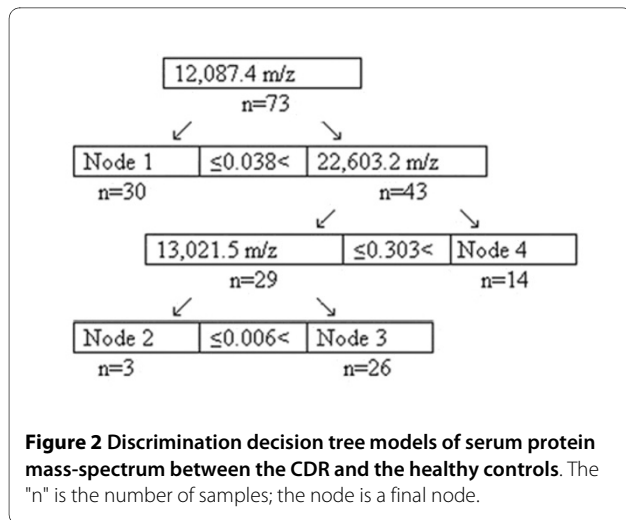 12,087.4 m/z
n=73
Node 1 ≤0.038< 22,603.2 m/z
n=30 n=43
13,021.5 m/z ≤0.303< Node 4
n=29 n=14
Node 2 ≤0.006< Node 3
n=3 n=26
Figure 2 Discrimination decision tree models of serum protein
mass-spectrum between the CDR and the healthy controls. The
"n" is the number of samples; the node is a final node.